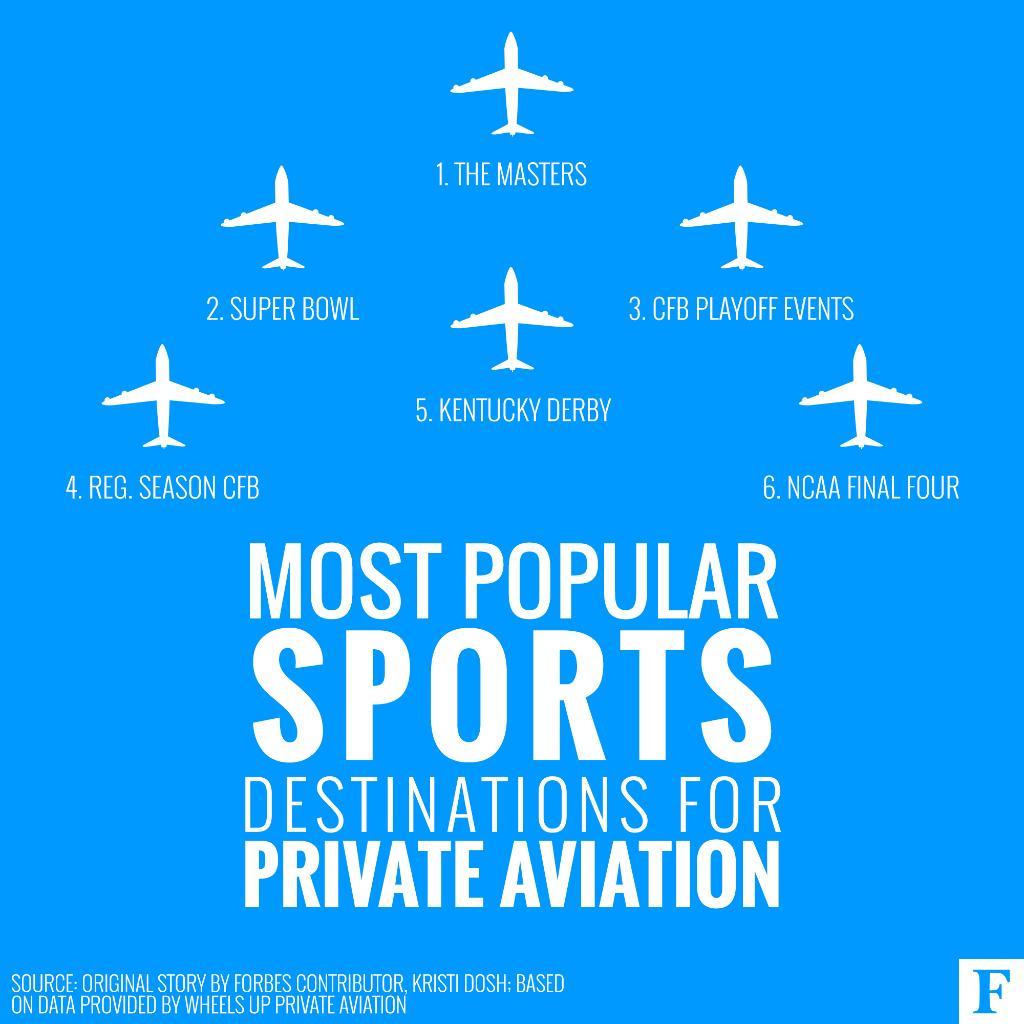 1. THE MASTERS
2. SUPER BOWL
3. CFB PLAYOFF EVENTS
4. REG. SEASON CFB
5. KENTUCKY DERBY
6. NCAA FINAL FOUR
MOST POPULAR
SPORTS
DESTINATIONS FOR
PRIVATE AVIATION
SOURCE: ORIGINAL STORY BY FORBES CONTRIBUTOR, KRISTI DOSH; BASED
ON DATA PROVIDED BY WHEELS UP PRIVATE AVIATION
F